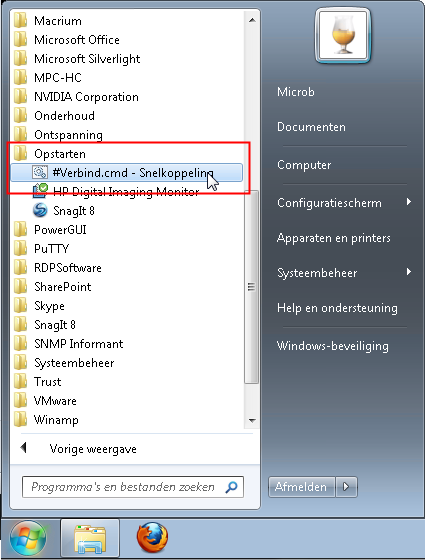 Macrium
Microsoft Office
Microsoft Silverlight
MPC-HC
NVIDIA Corporation
Onderhoud
Ontspanning
Opstarten
#Verbind.cmd - Snelkoppeling
HP Digital Imaging Monitor
SnagIt 8
PowerGUI
PuTTY
RDPSoftware
SharePoint
Skype
SnagIt 8
SNMP Informant
Systeembeheer
Trust
VMware
Winamp
Vorige weergave
Programma's en bestanden zoeken
Microb
Documenten
Computer
Configuratiescherm
Apparaten en printers
Systeembeheer
Help en ondersteuning
Windows-beveiliging
Afmelden